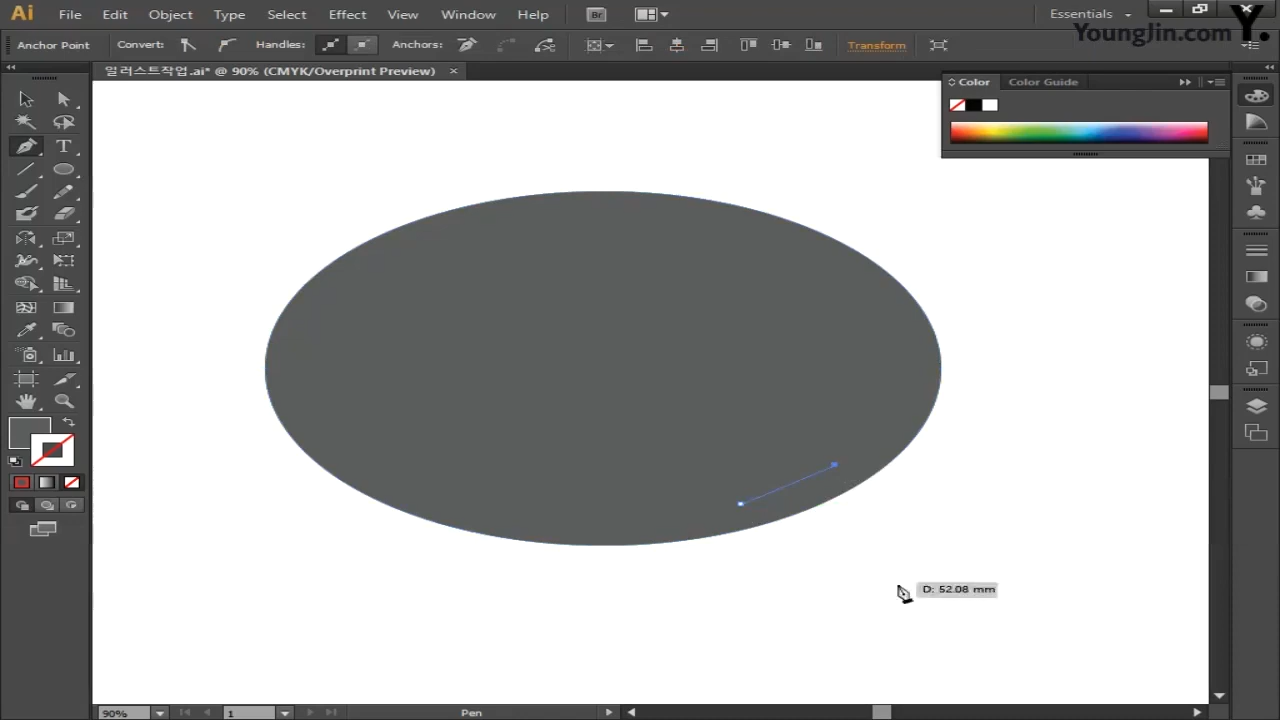 Ai File Edit Object Type Select Effect View Window Help Br Essentials
YoungJin.com Y.
Anchor Point Convert: Handles: Anchors: Transform
일러스트작업.ai* @ 90% (CMYK/Overprint Preview) ×
Color Color Guide
T
D: 52.08 mm
90% 1 Pen